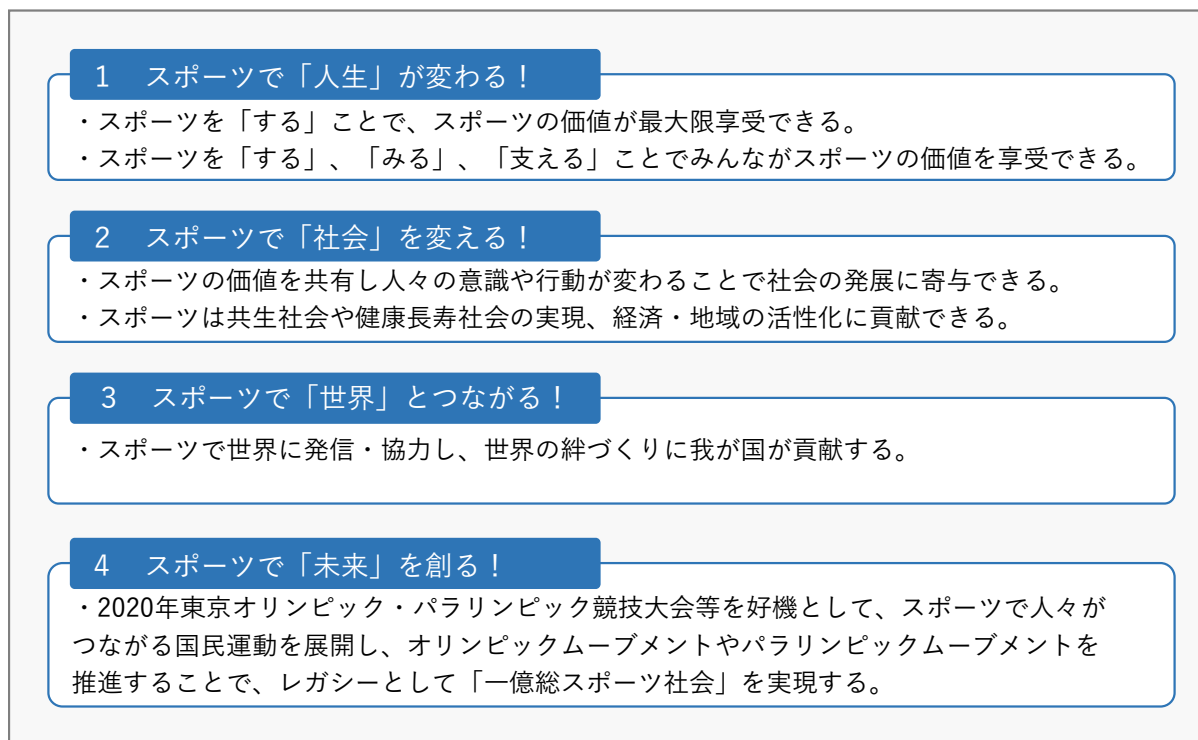 1 スポーツで「人生」が変わる！
・スポーツを「する」ことで、スポーツの価値が最大限享受できる。
・スポーツを「する」、「みる」、「支える」ことでみんながスポーツの価値を享受できる。
2 スポーツで「社会」を変える！
・スポーツの価値を共有し人々の意識や行動が変わることで社会の発展に寄与できる。
・スポーツは共生社会や健康長寿社会の実現、経済・地域の活性化に貢献できる。
3 スポーツで「世界」とつながる！
・スポーツで世界に発信・協力し、世界の絆づくりに我が国が貢献する。
4 スポーツで「未来」を創る！
・2020年東京オリンピック・パラリンピック競技大会等を好機として、スポーツで人々が
つながる国民運動を展開し、オリンピックムーブメントやパラリンピックムーブメントを
推進することで、レガシーとして「一億総スポーツ社会」を実現する。